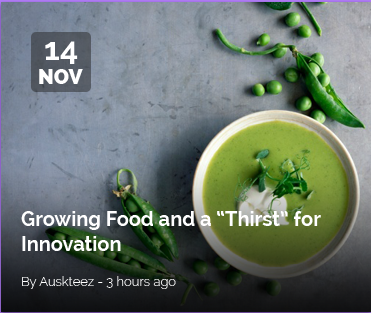 14
NOV
Growing Food and a “Thirst“ for
Innovation
By Auskteez - 3 hours ago